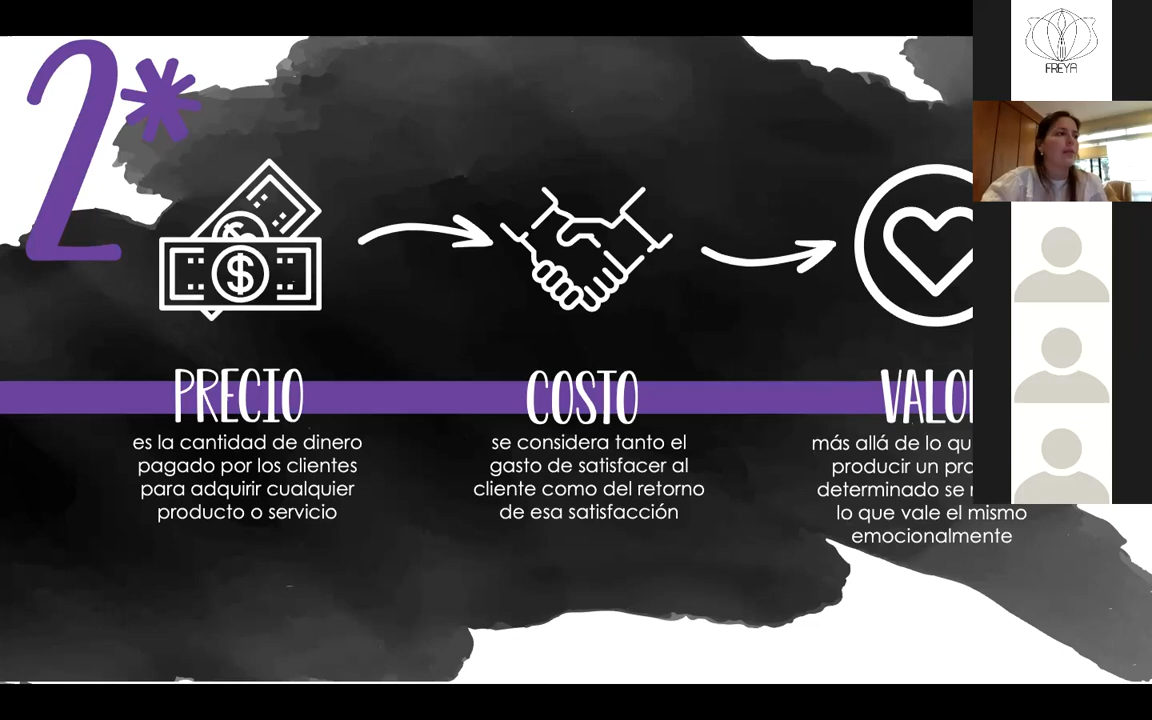 2*
FREYA
PRECIO
es la cantidad de dinero
pagado por los clientes
para adquirir cualquier
producto o servicio
COSTO
se considera tanto el
gasto de satisfacer al
cliente como del retorno
de esa satisfacción
VALO
más allá de lo
producir un
determinado se
lo que vale el mismo
emocionalmente